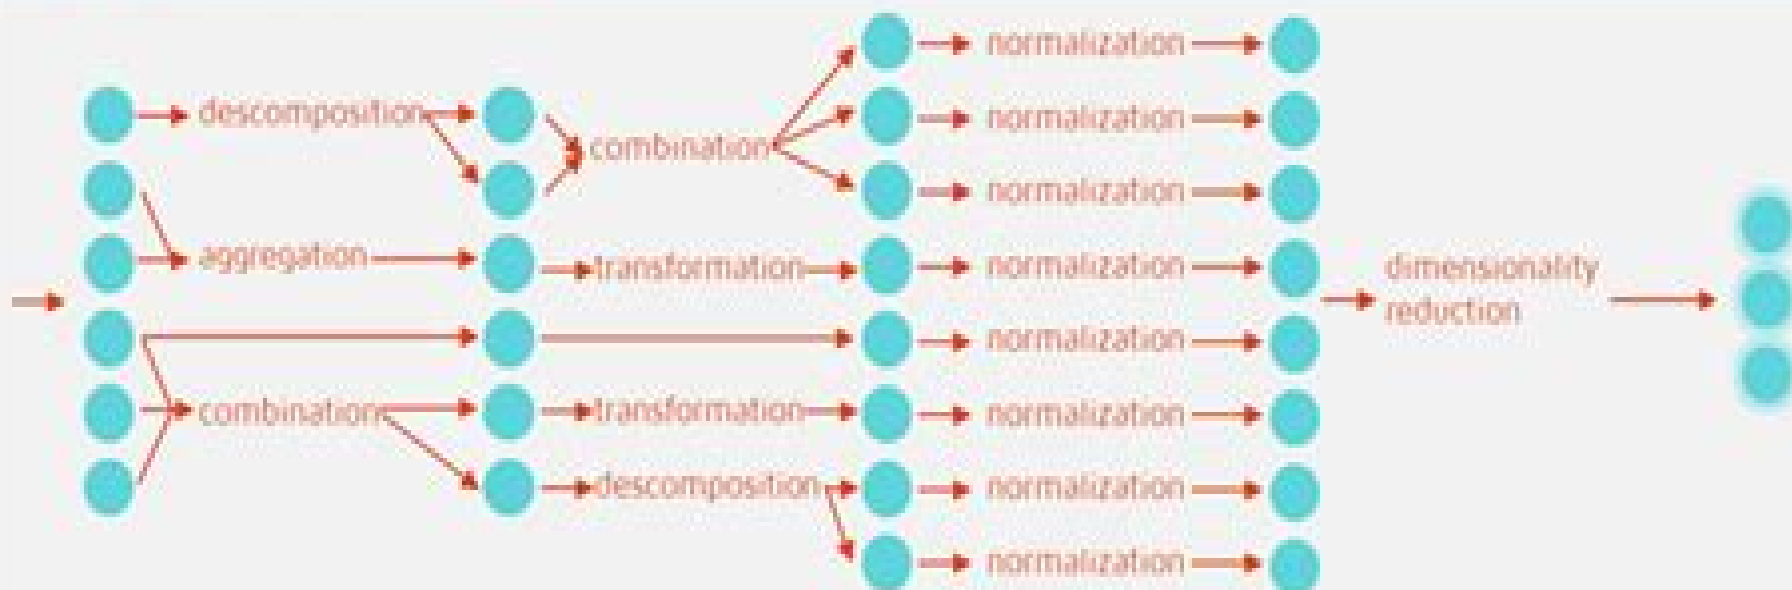 normalization
descomposition
normalization
combination
normalization
aggregation
transformation
normalization
dimensionality
reduction
normalization
combination
transformation
normalization
descomposition
normalization
normalization